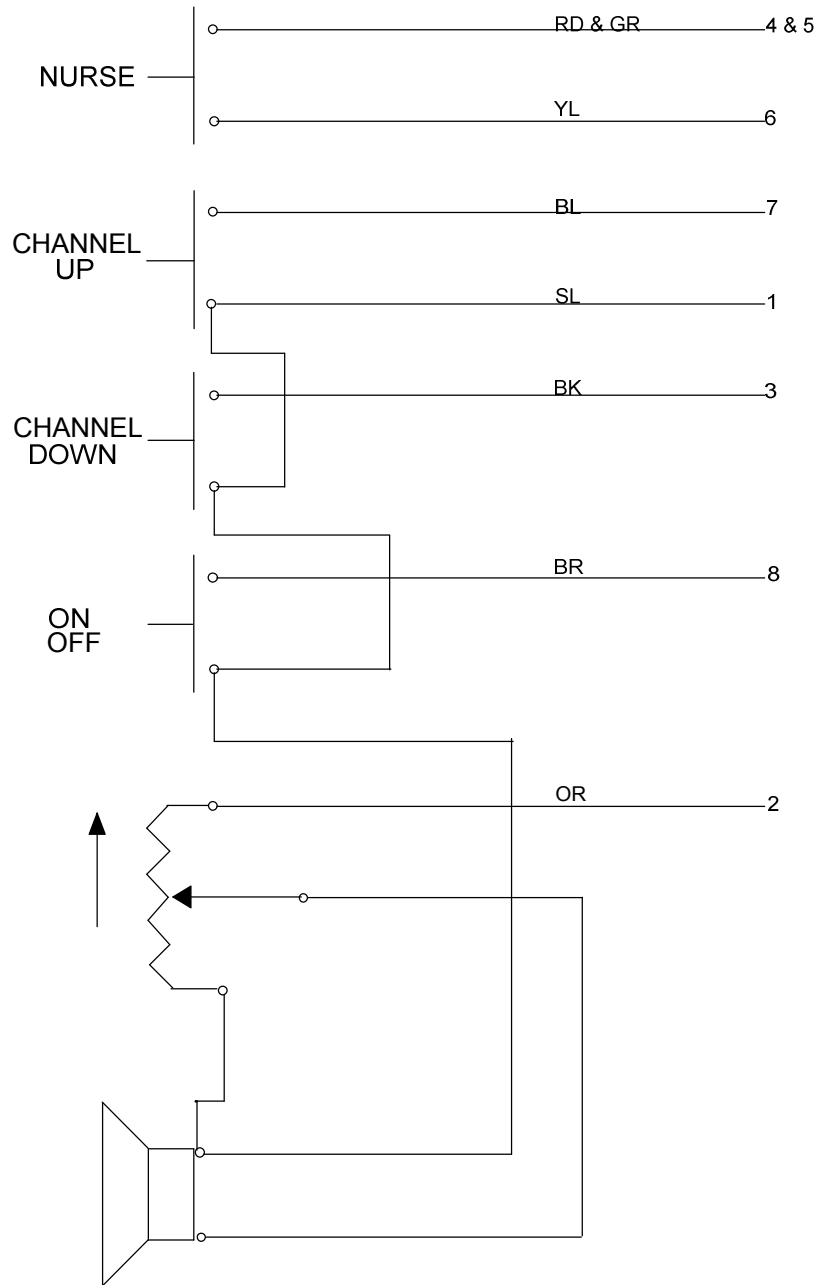 RD & GR 4 & 5
NURSE
YL 6
BL 7
CHANNEL
UP
SL 1
BK 3
CHANNEL
DOWN
BR 8
ON
OFF
OR 2